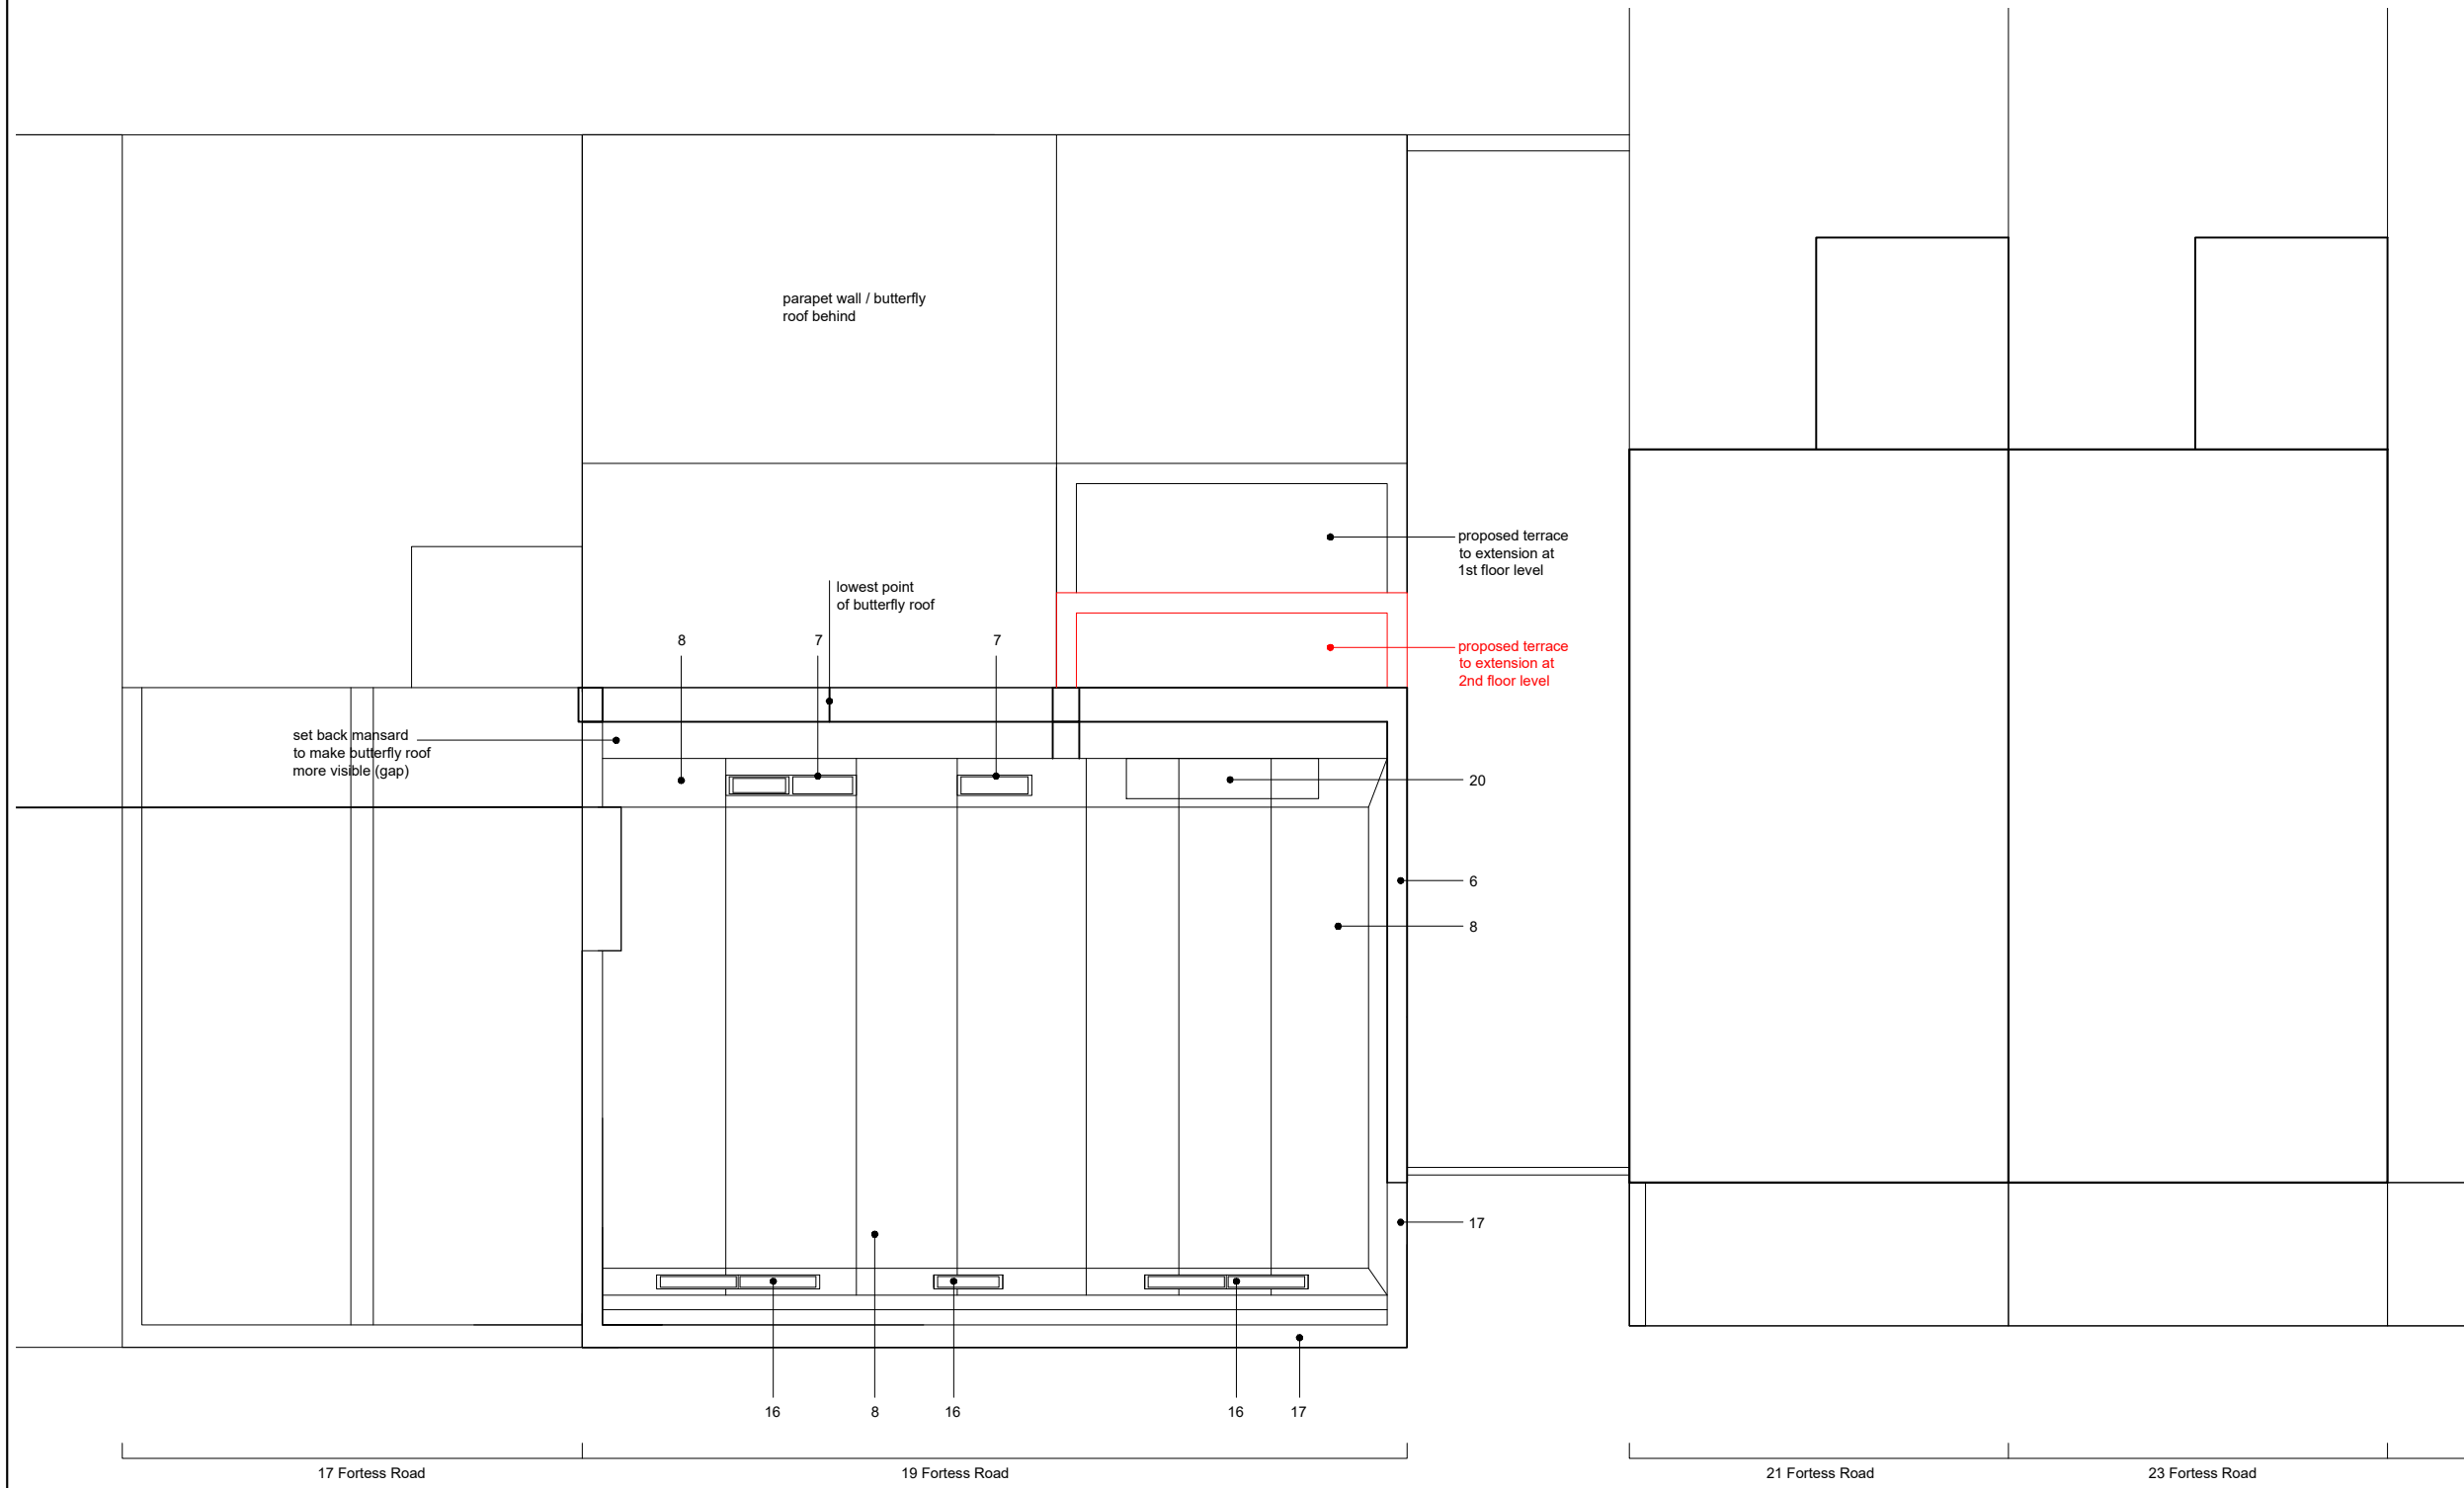 parapet wall / butterfly
roof behind
proposed terrace
to extension at
1st floor level
lowest point
of butterfly roof
8
7
7
proposed terrace
to extension at
2nd floor level
set back mansard
to make butterfly roof
more visible (gap)
20
6
8
17
16
8
16
16
17
17 Fortess Road
19 Fortess Road
21 Fortess Road
23 Fortess Road